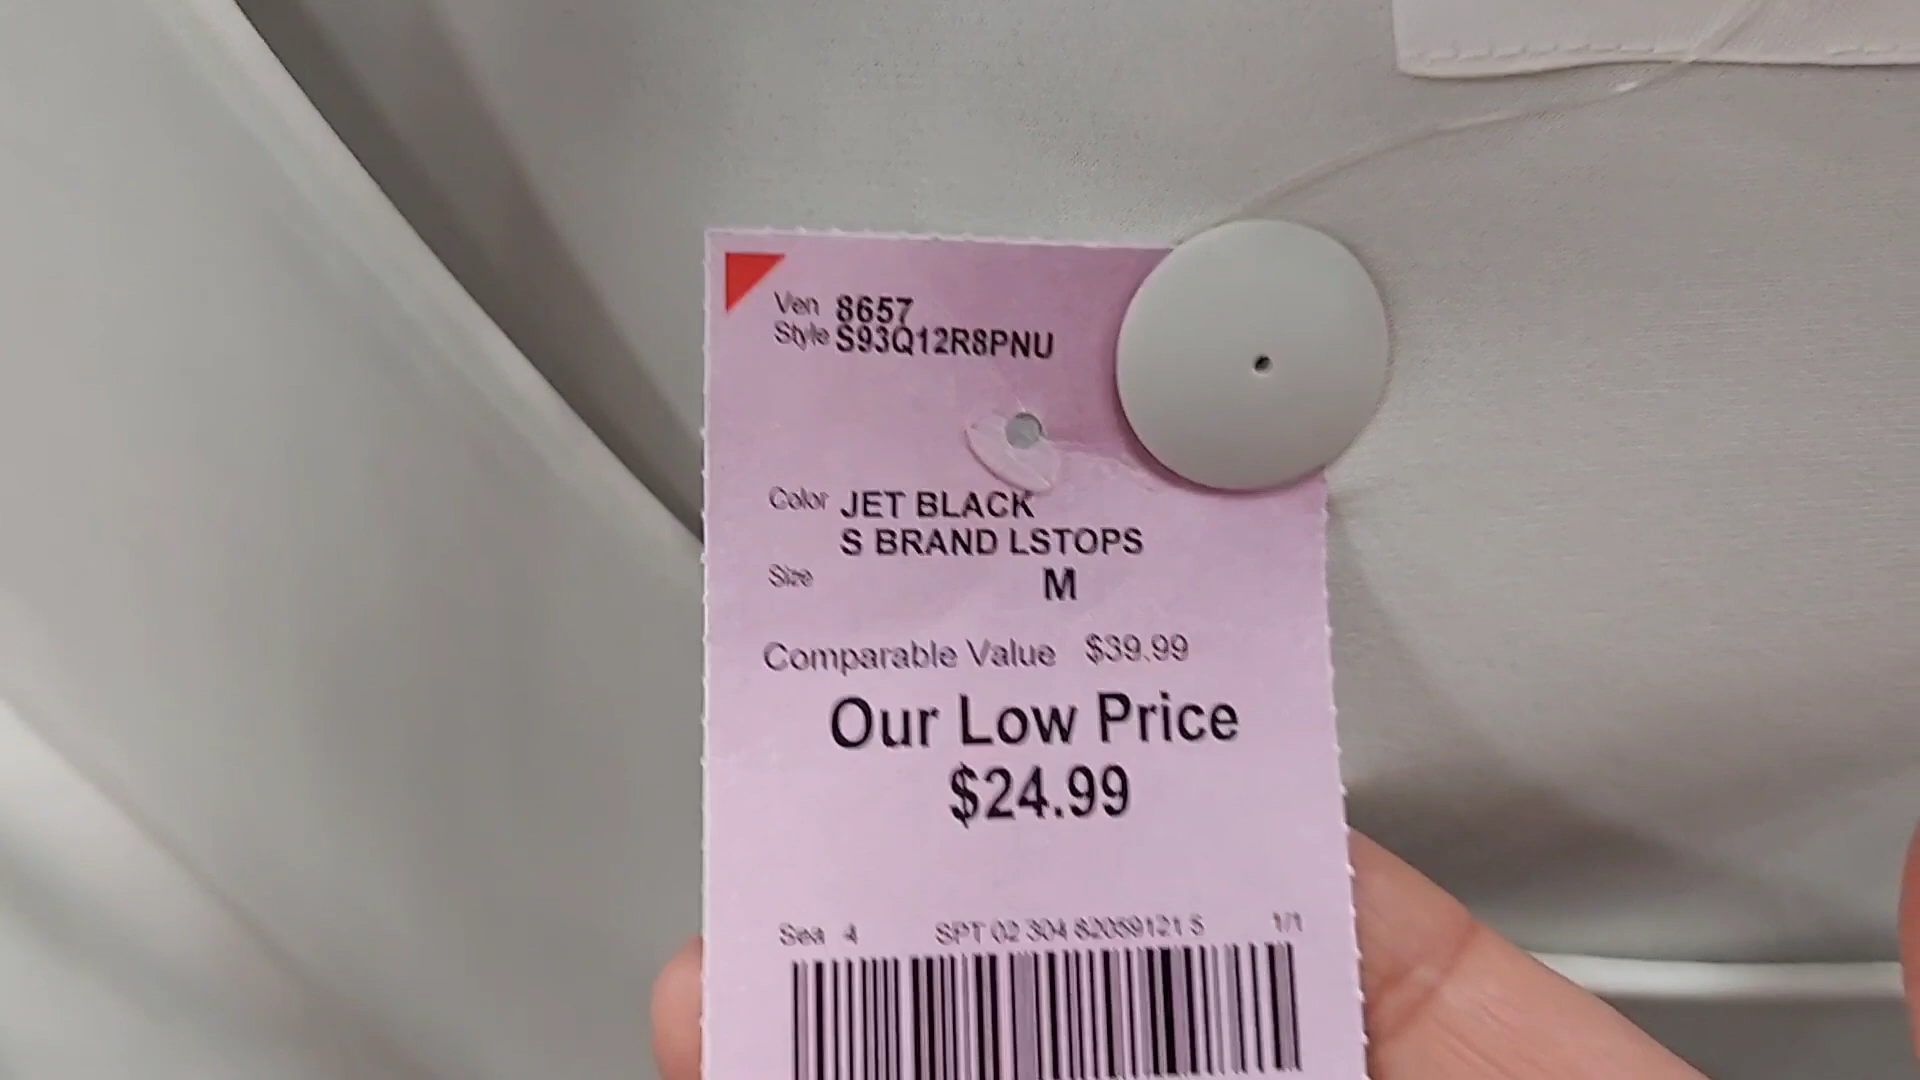 Ven 8657
Style S93Q12R8PNU
Color JET BLACK
S BRAND LSTOPS
Size M
Comparable Value $39.99
Our Low Price
$24.99
Sea 4 SPT 02 304 82059121 5 1/1